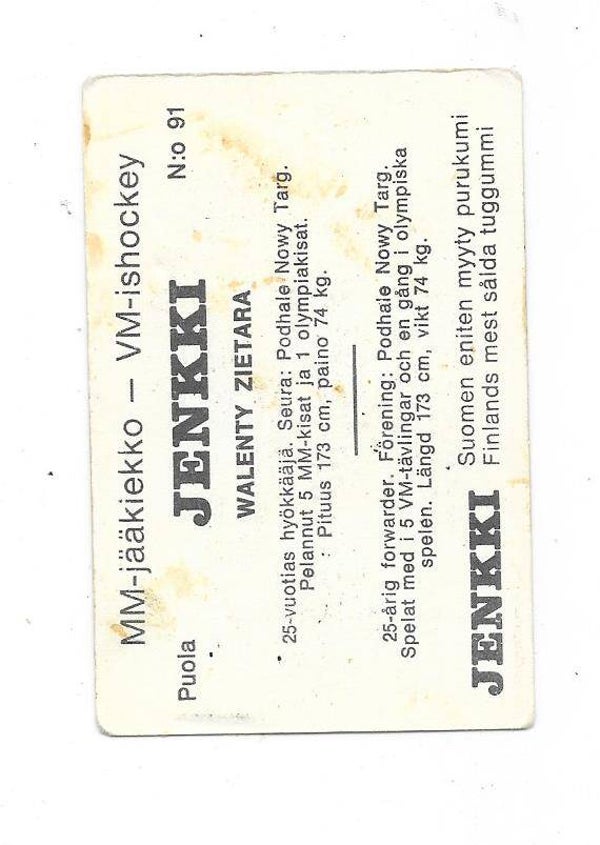 MM-jääkiekko – VM-ishockey
Puola
N:o 91
JENKKI
WALENTY ZIETARA
25-vuotias hyökkääjä. Seura: Podhale Nowy Targ.
Pelannut 5 MM-kisat ja 1 olympiakisat.
Pituus 173 cm, paino 74 kg.
25-årig forwarder. Förening: Podhale Nowy Targ.
Spelat med i 5 VM-tävlingar och en gång i olympiska
spelen. Längd 173 cm, vikt 74 kg.
JENKKI
Suomen eniten myyty purukumi
Finlands mest sålda tuggummi